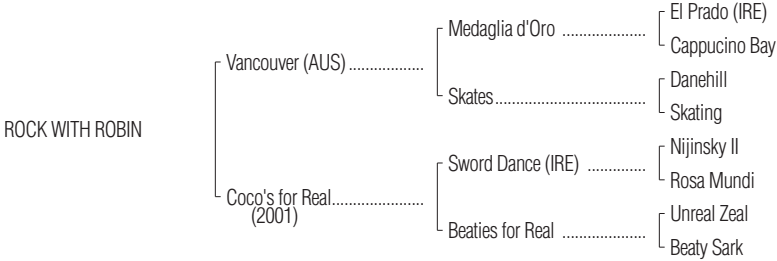 El Prado (IRE)
Medaglia d'Oro ....................
Cappucino Bay
Vancouver (AUS) ..................
Danehill
Skates....................................
Skating
ROCK WITH ROBIN
Nijinsky II
Sword Dance (IRE) ..............
Rosa Mundi
Coco's for Real......................
(2001)
Unreal Zeal
Beaties for Real ....................
Beaty Sark